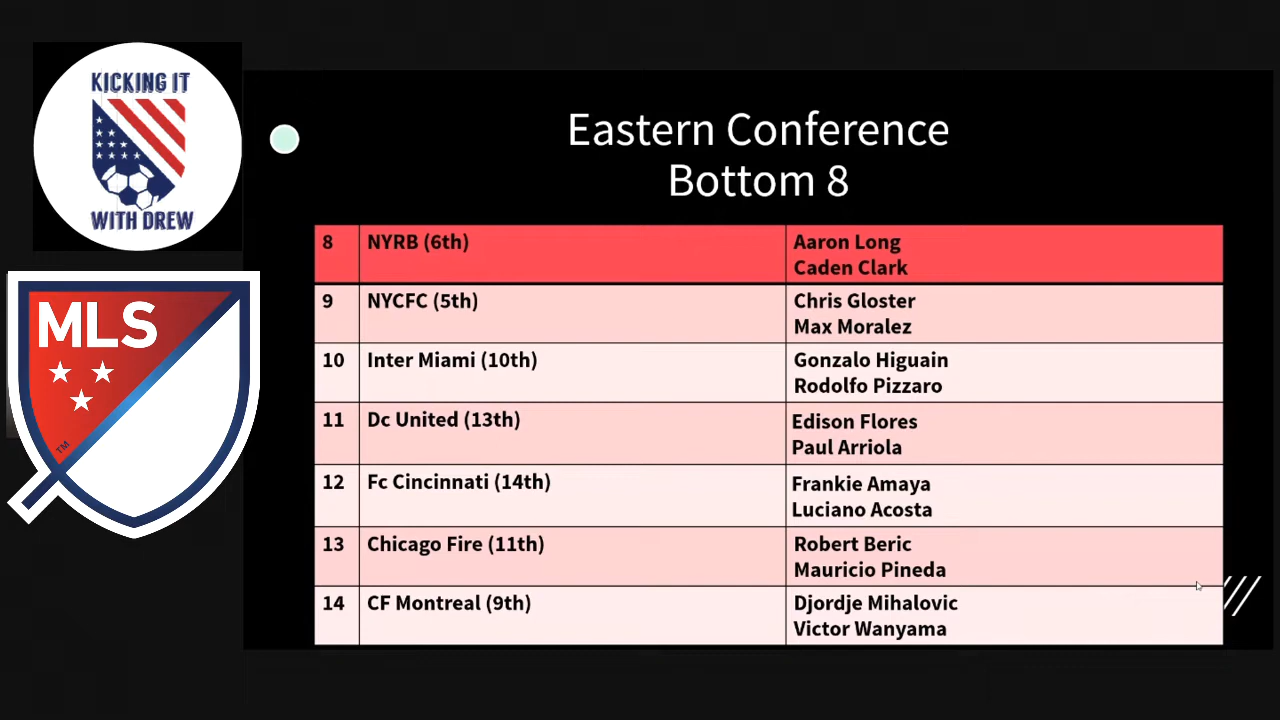 KICKING IT
WITH DREW
MLS
TM
Eastern Conference
Bottom 8
8 NYRB (6th) Aaron Long
Caden Clark
9 NYCFC (5th) Chris Gloster
Max Moralez
10 Inter Miami (10th) Gonzalo Higuain
Rodolfo Pizzaro
11 Dc United (13th) Edison Flores
Paul Arriola
12 Fc Cincinnati (14th) Frankie Amaya
Luciano Acosta
13 Chicago Fire (11th) Robert Beric
Mauricio Pineda
14 CF Montreal (9th) Djordje Mihalovic
Victor Wanyama